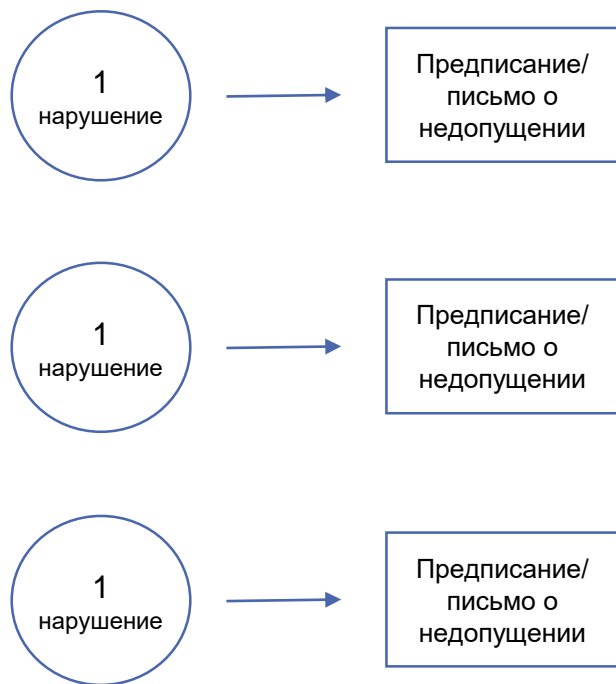 1
нарушение
Предписание/
письмо о
недопущении
1
нарушение
Предписание/
письмо о
недопущении
1
нарушение
Предписание/
письмо о
недопущении